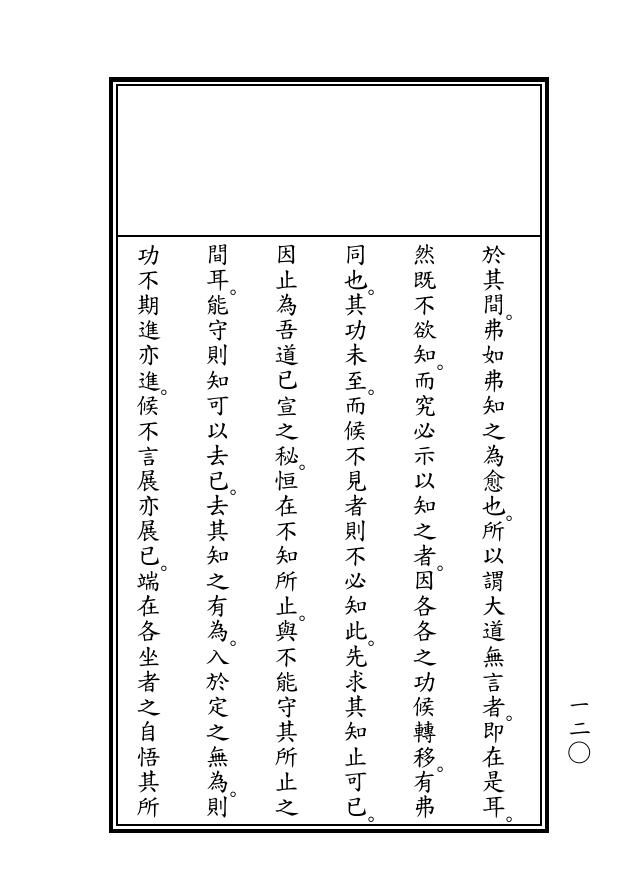 於其間。弗如弗知之為愈也。所以謂大道無言者。即在是耳。
然既不欲知。而究必示以知之者。因各各之功候轉移。有弗
同也。其功未至。而候不見者則不必知此。先求其知止可已。
因止為吾道已宣之秘。恒在不知所止。與不能守其所止之
間耳。能守則知可以去已。去其知之有為。入於定之無為。則
功不期進亦進。候不言展亦展已。端在各坐者之自悟其所
一二〇